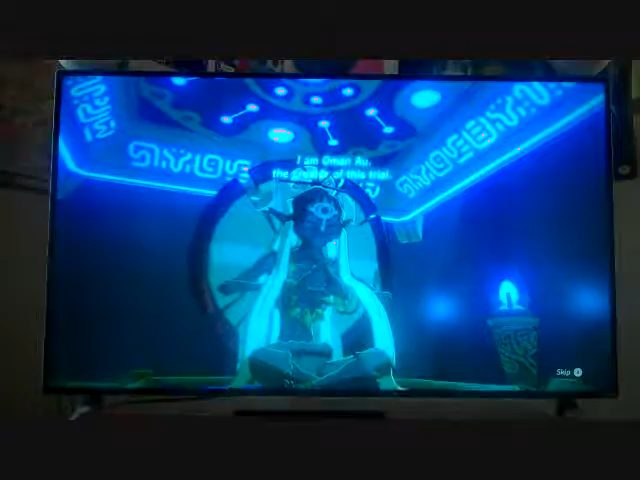 I am Oman Au,
the creator of this trial.
Skip